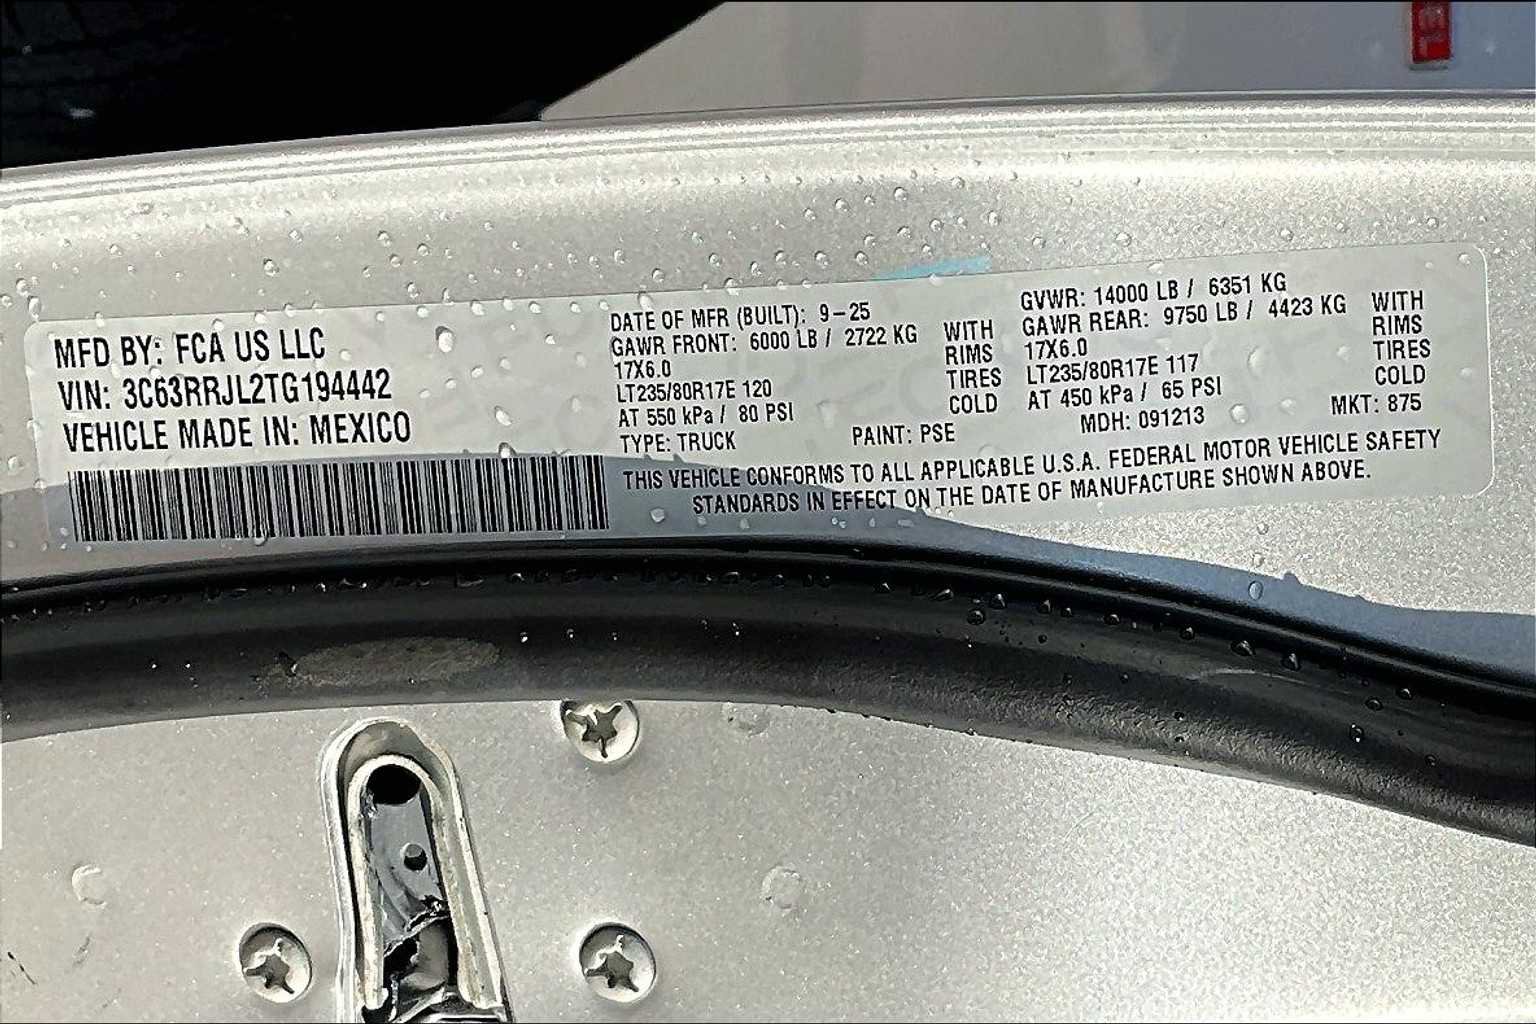 EL
MFD BY: FCA US LLC
VIN: 3C63RRJL2TG194442
VEHICLE MADE IN: MEXICO
DATE OF MFR (BUILT): 9-25
GAWR FRONT: 6000 LB / 2722 KG WITH
17X6.0 RIMS
LT235/80R17E 120 TIRES
AT 550 kPa / 80 PSI COLD
TYPE: TRUCK PAINT: PSE
GVWR: 14000 LB / 6351 KG
GAWR REAR: 9750 LB / 4423 KG WITH
17X6.0 RIMS
LT235/80R17E 117 TIRES
AT 450 kPa / 65 PSI COLD
MDH: 091213 MKT: 875
THIS VEHICLE CONFORMS TO ALL APPLICABLE U.S.A. FEDERAL MOTOR VEHICLE SAFETY
STANDARDS IN EFFECT ON THE DATE OF MANUFACTURE SHOWN ABOVE.